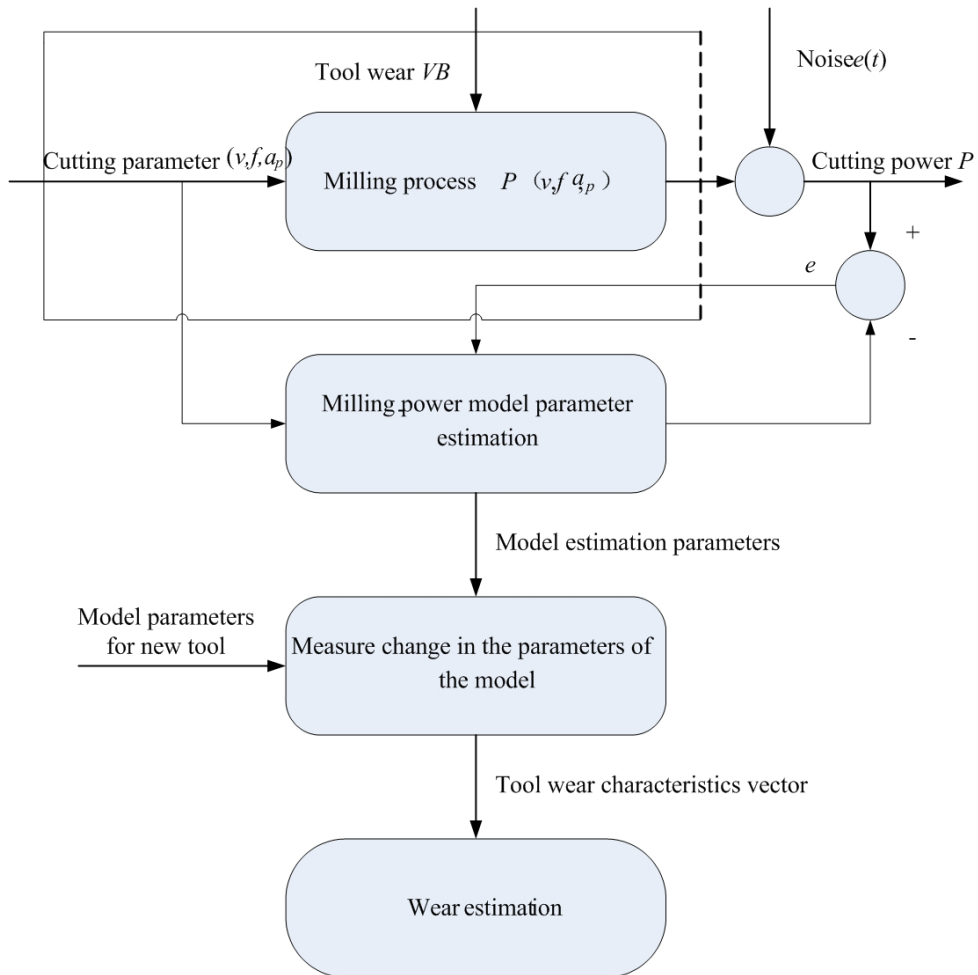 Tool wear VB
Noisee(t)
Cutting parameter (v,f,ap)
Milling process P (v,f ap,)
Cutting power P
+
e
-
Milling.power model parameter
estimation
Model estimation parameters
Model parameters
for new tool
Measure change in the parameters of
the model
Tool wear characteristics vector
Wear estimation